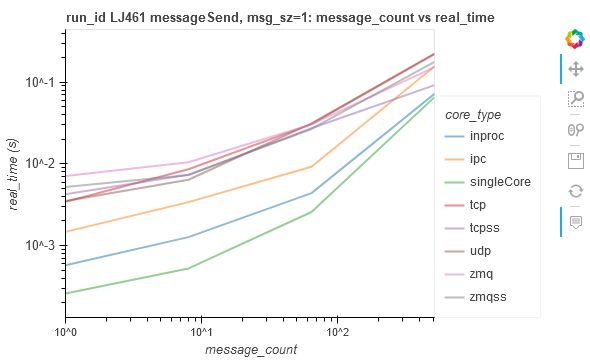 run_id LJ461 messageSend, msg_sz=1: message_count vs real_time
real_time (s)
10^-1
10^-2
10^-3
10^0
10^1
10^2
message_count
core_type
inproc
ipc
singleCore
tcp
tcpss
udp
zmq
zmqss